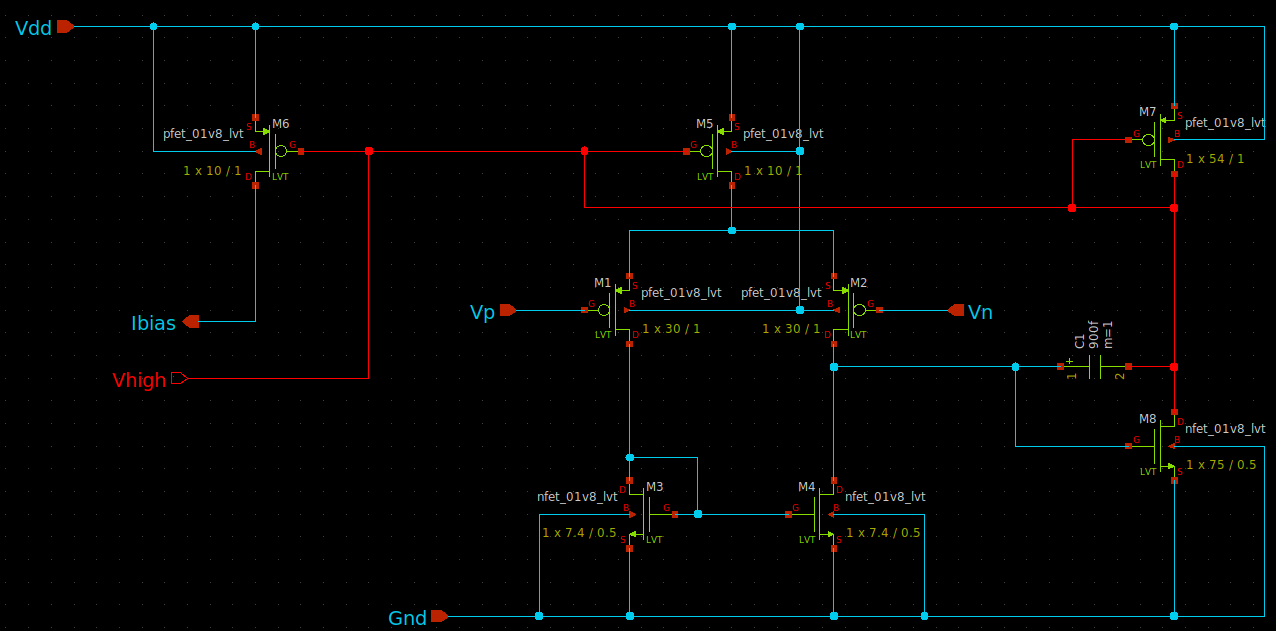 Vdd
M6
pfet_01v8_lvt
S
B
G
D
1 x 10 / 1
LVT
M5
pfet_01v8_lvt
S
G
B
D
1 x 10 / 1
LVT
M7
pfet_01v8_lvt
S
G
B
D
1 x 54 / 1
LVT
M1
pfet_01v8_lvt
S
G
B
D
1 x 30 / 1
LVT
M2
pfet_01v8_lvt
S
B
G
D
1 x 30 / 1
LVT
Vp
Vn
Ibias
Vhigh
C1
900f
m=1
+
1
2
M8
nfet_01v8_lvt
D
G
B
S
1 x 75 / 0.5
LVT
M3
nfet_01v8_lvt
D
B
G
S
1 x 7.4 / 0.5
LVT
M4
nfet_01v8_lvt
D
G
B
S
1 x 7.4 / 0.5
LVT
Gnd